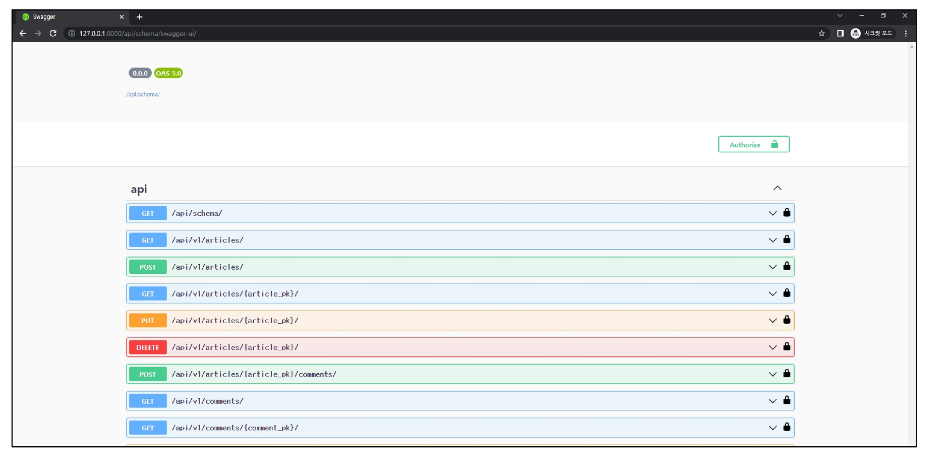 Swagger
127.0.0.1:8000/api/schema/swagger-ui/
시크릿 모드
0.0.0 OAS 3.0
/api/schema/
Authorize
api
GET /api/schema/
GET /api/v1/articles/
POST /api/v1/articles/
GET /api/v1/articles/{article_pk}/
PUT /api/v1/articles/{article_pk}/
DELETE /api/v1/articles/{article_pk}/
POST /api/v1/articles/{article_pk}/comments/
GET /api/v1/comments/
GET /api/v1/comments/{comment_pk}/